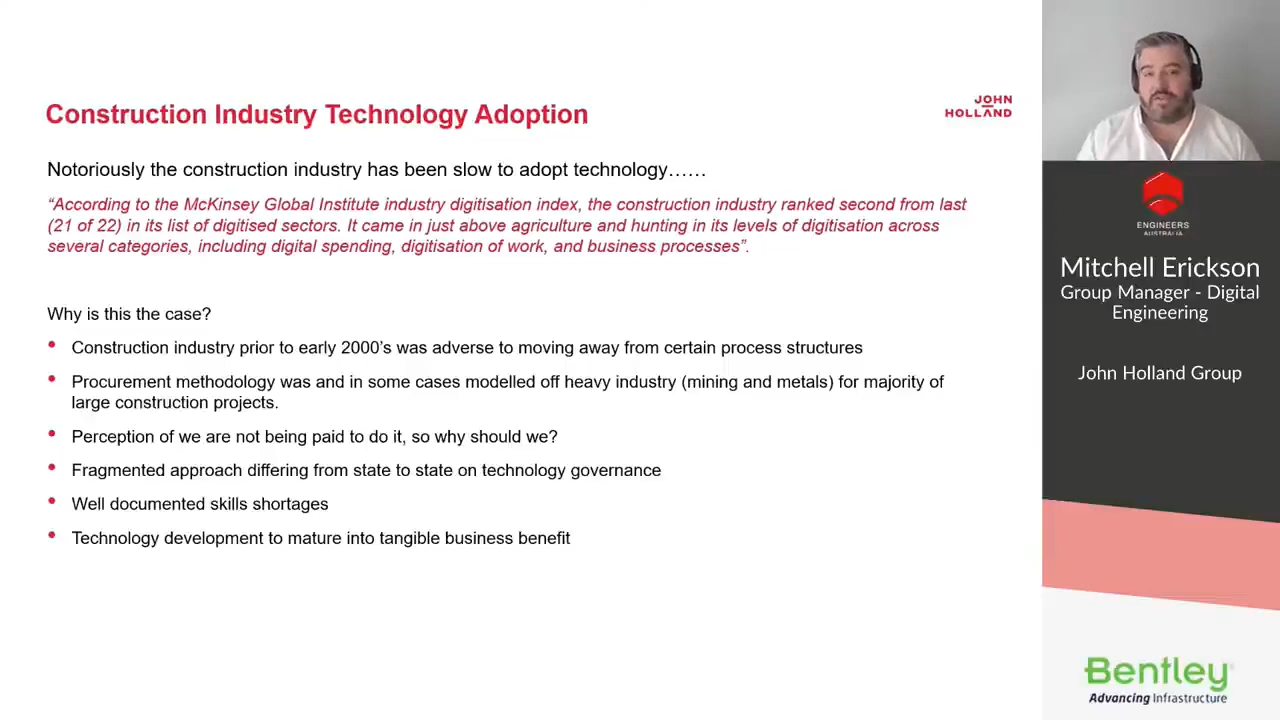 Construction Industry Technology Adoption
JOHN
HOLLAND
Notoriously the construction industry has been slow to adopt technology……
“According to the McKinsey Global Institute industry digitisation index, the construction industry ranked second from last
(21 of 22) in its list of digitised sectors. It came in just above agriculture and hunting in its levels of digitisation across
several categories, including digital spending, digitisation of work, and business processes”.
Why is this the case?
• Construction industry prior to early 2000’s was adverse to moving away from certain process structures
• Procurement methodology was and in some cases modelled off heavy industry (mining and metals) for majority of
large construction projects.
• Perception of we are not being paid to do it, so why should we?
• Fragmented approach differing from state to state on technology governance
• Well documented skills shortages
• Technology development to mature into tangible business benefit
ENGINEERS
AUSTRALIA
Mitchell Erickson
Group Manager - Digital
Engineering
John Holland Group
Bentley
Advancing Infrastructure